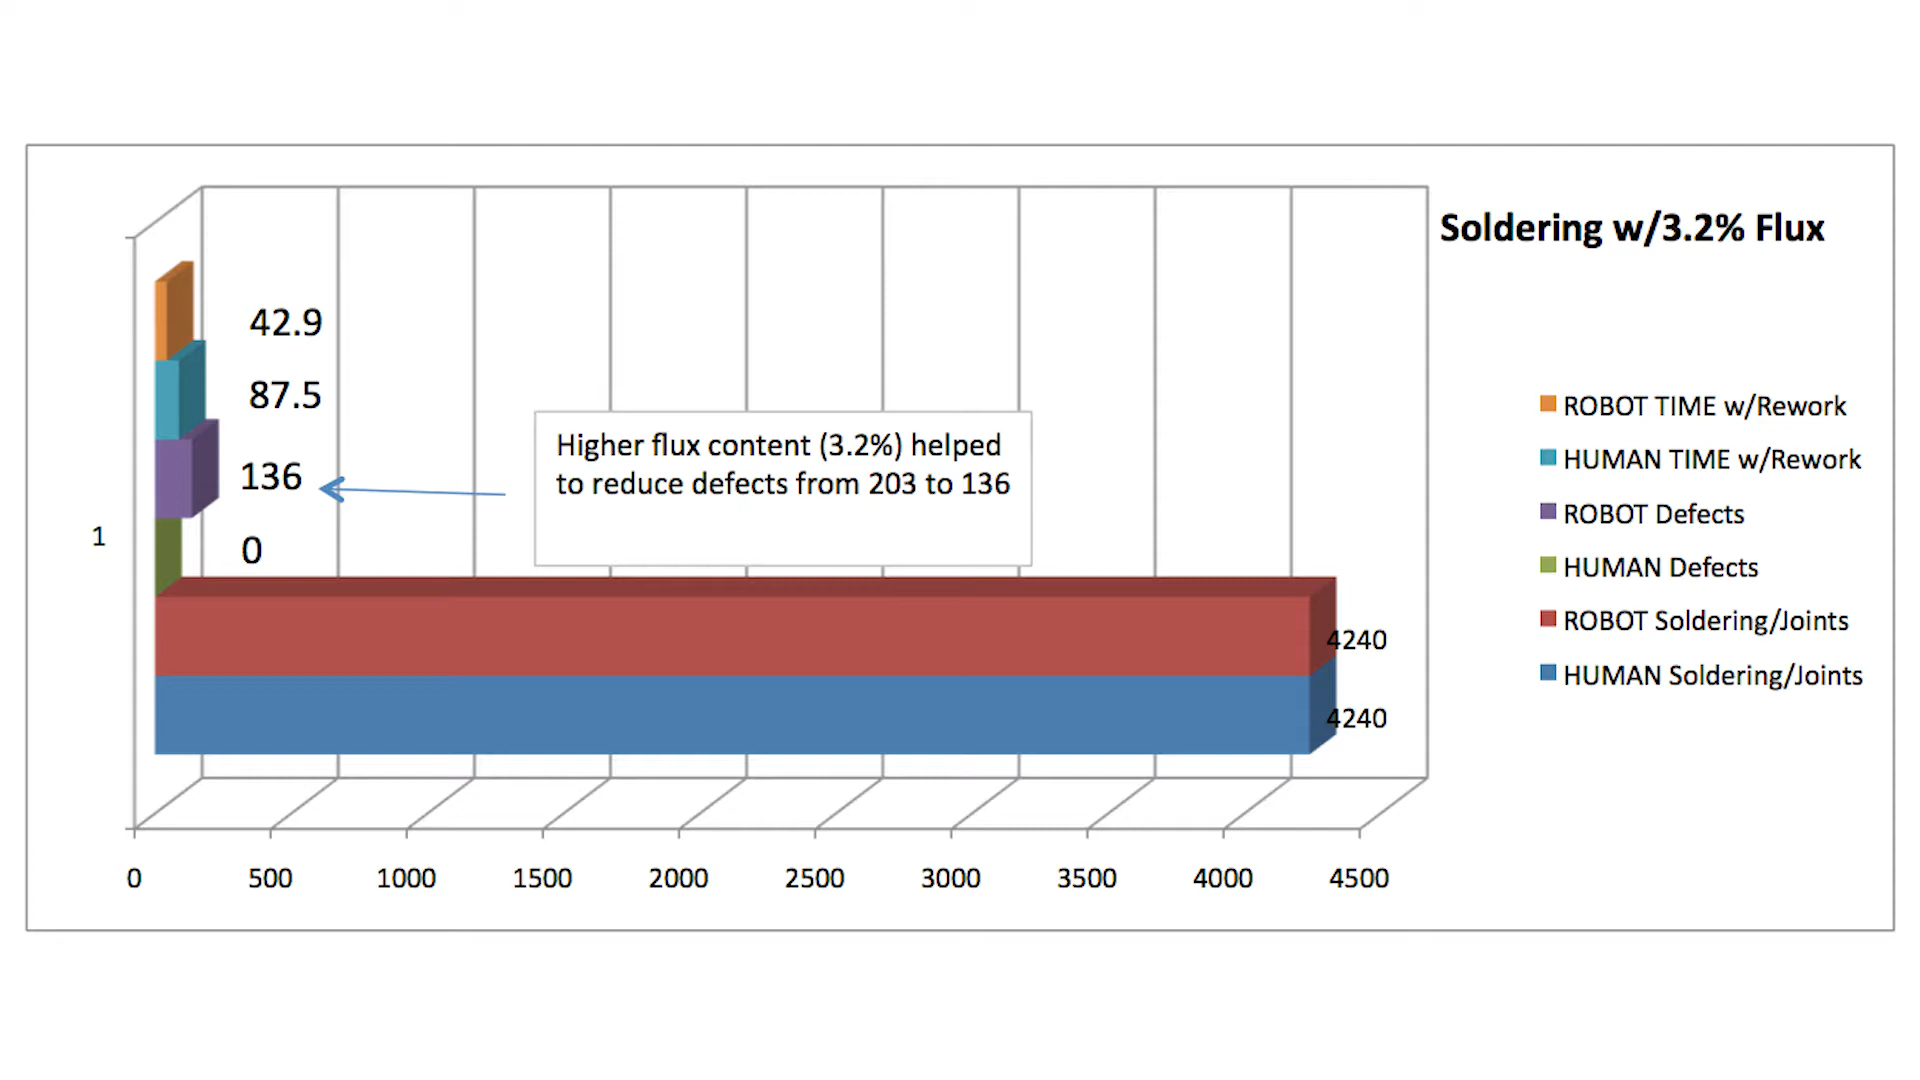 Soldering w/3.2% Flux
42.9
87.5
136
0
4240
4240
1
Higher flux content (3.2%) helped
to reduce defects from 203 to 136
ROBOT TIME w/Rework
HUMAN TIME w/Rework
ROBOT Defects
HUMAN Defects
ROBOT Soldering/Joints
HUMAN Soldering/Joints
0 500 1000 1500 2000 2500 3000 3500 4000 4500